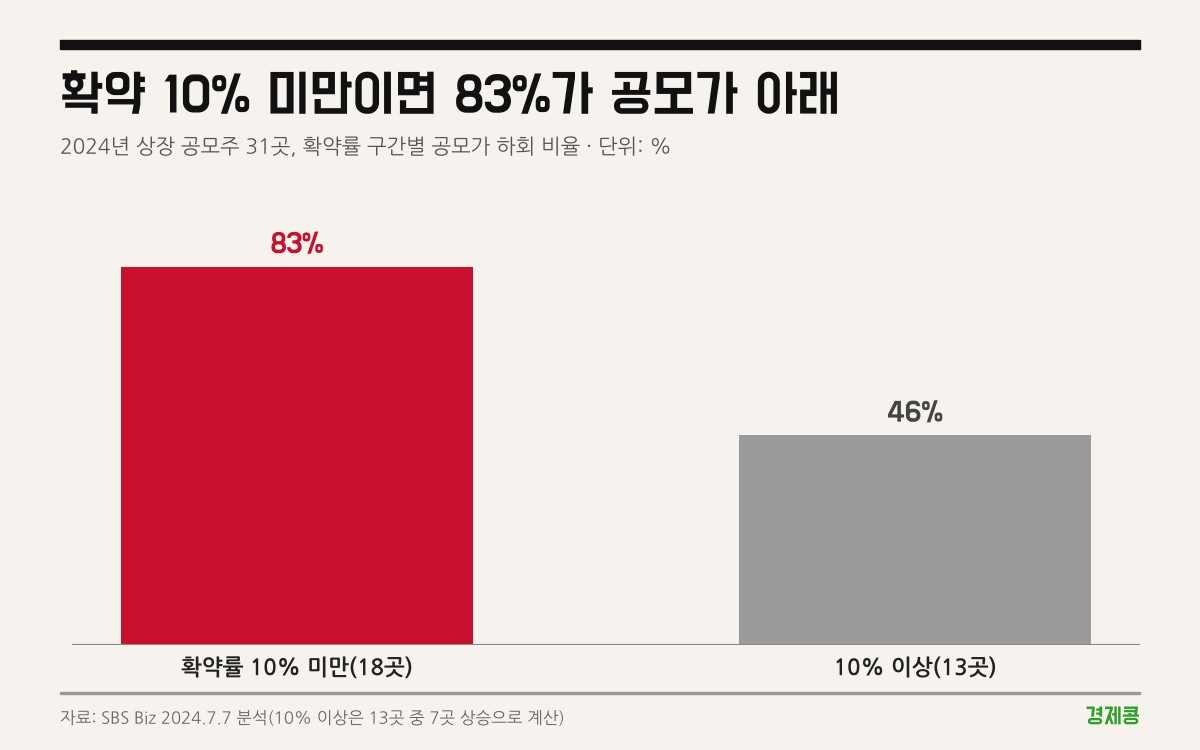 확약 10% 미만이면 83%가 공모가 아래
2024년 상장 공모주 31곳, 확약률 구간별 공모가 하회 비율 · 단위: %
83%
46%
확약률 10% 미만(18곳)
10% 이상(13곳)
자료: SBS Biz 2024.7.7 분석(10% 이상은 13곳 중 7곳 상승으로 계산)
경제콩